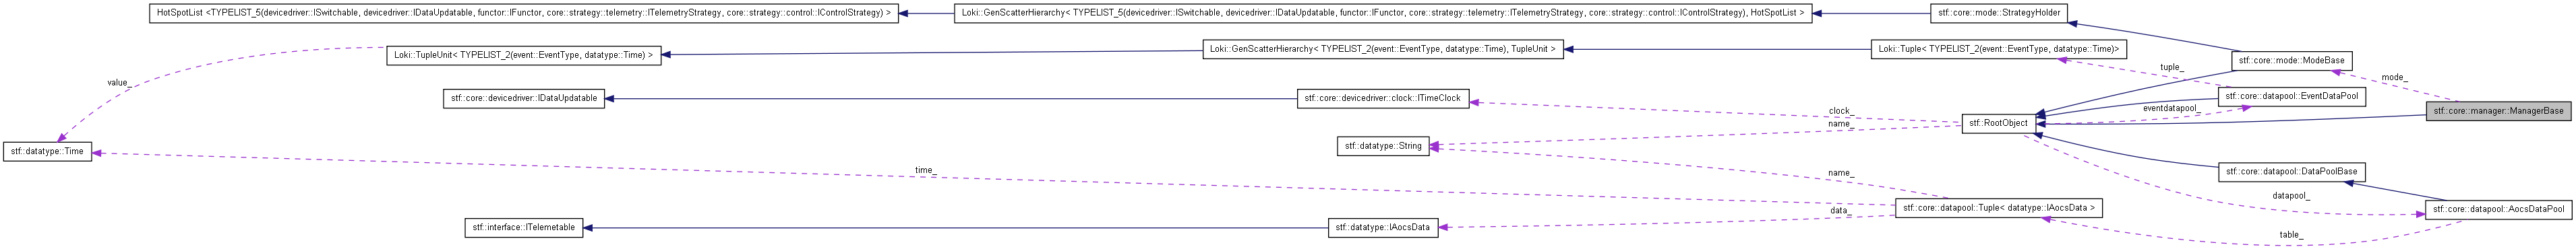 HotSpotList <TYPELIST_5(devicedriver::ISwitchable, devicedriver::IDataUpdatable, functor::IFunctor, core::strategy::telemetry::ITelemetryStrategy, core::strategy::control::IControlStrategy) >
Loki::GenScatterHierarchy< TYPELIST_5(devicedriver::ISwitchable, devicedriver::IDataUpdatable, functor::IFunctor, core::strategy::telemetry::ITelemetryStrategy, core::strategy::control::IControlStrategy), HotSpotList >
stf::core::mode::StrategyHolder
Loki::TupleUnit< TYPELIST_2(event::EventType, datatype::Time) >
Loki::GenScatterHierarchy< TYPELIST_2(event::EventType, datatype::Time), TupleUnit >
Loki::Tuple< TYPELIST_2(event::EventType, datatype::Time)>
stf::core::mode::ModeBase
value_
tuple_
mode_
stf::core::devicedriver::IDataUpdatable
stf::core::devicedriver::clock::ITimeClock
stf::core::datapool::EventDataPool
clock_
eventdatapool_
stf::core::manager::ManagerBase
name_
stf::RootObject
stf::datatype::Time
stf::datatype::String
time_
name_
stf::core::datapool::DataPoolBase
datapool_
stf::core::datapool::Tuple< datatype::IAocsData >
stf::core::datapool::AocsDataPool
data_
stf::interface::ITelemetable
stf::datatype::IAocsData
table_